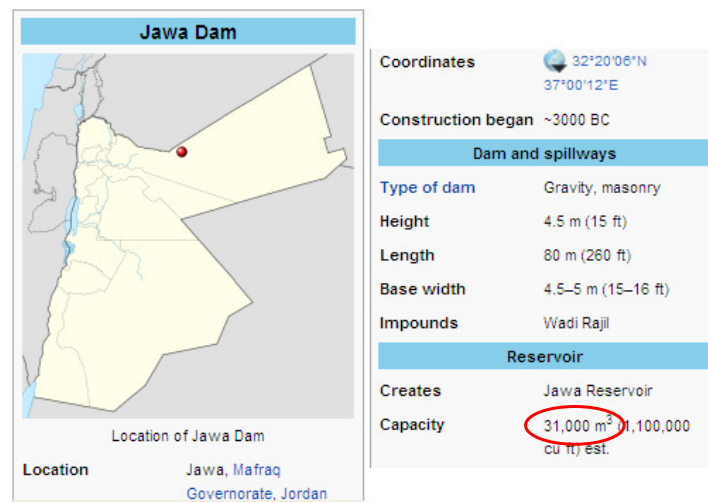 Jawa Dam
Location of Jawa Dam
Location Jawa, Mafraq
Governorate, Jordan
Coordinates 32°20′06″N
37°00′12″E
Construction began ~3000 BC
Dam and spillways
Type of dam Gravity, masonry
Height 4.5 m (15 ft)
Length 80 m (260 ft)
Base width 4.5–5 m (15–16 ft)
Impounds Wadi Rajil
Reservoir
Creates Jawa Reservoir
Capacity 31,000 m³ (1,100,000
cu ft) est.